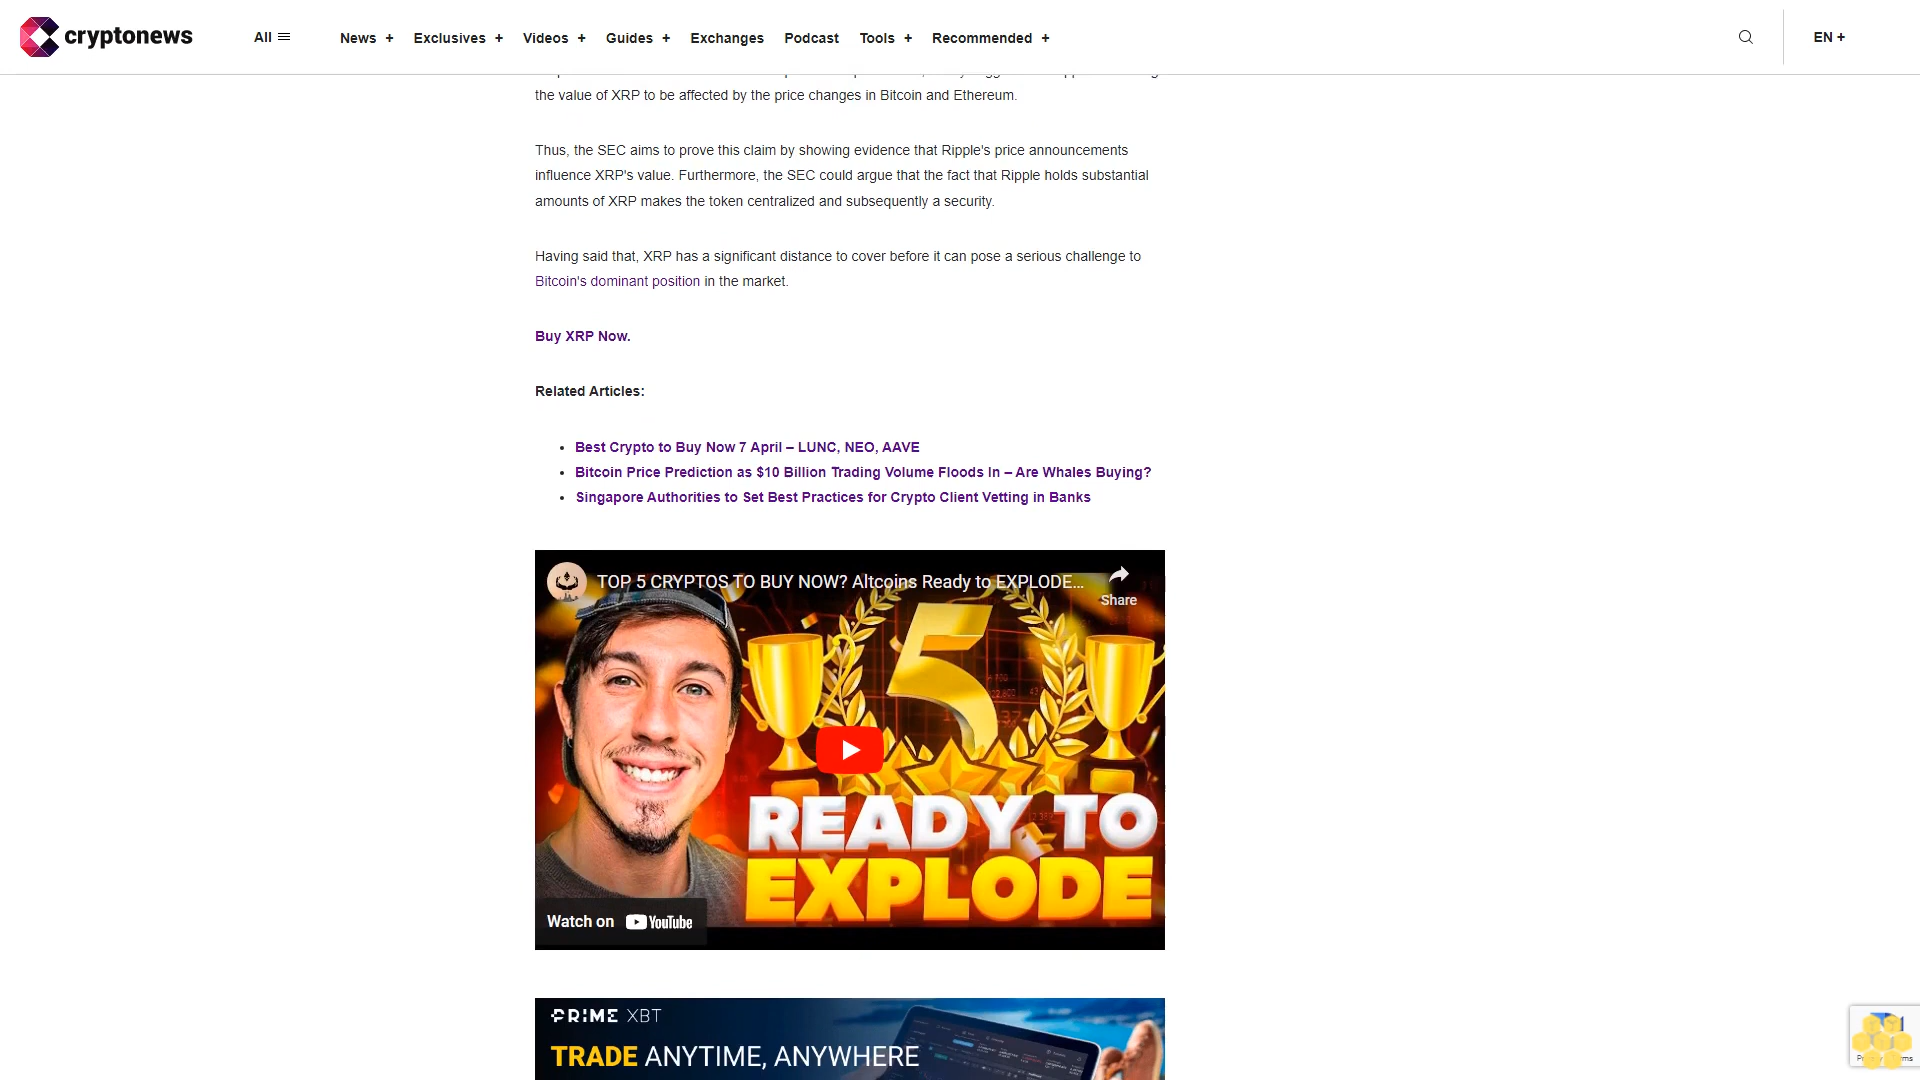 cryptonews
All
News +
Exclusives +
Videos +
Guides +
Exchanges
Podcast
Tools +
Recommended +
EN +
the value of XRP to be affected by the price changes in Bitcoin and Ethereum.
Thus, the SEC aims to prove this claim by showing evidence that Ripple's price announcements
influence XRP's value. Furthermore, the SEC could argue that the fact that Ripple holds substantial
amounts of XRP makes the token centralized and subsequently a security.
Having said that, XRP has a significant distance to cover before it can pose a serious challenge to
Bitcoin's dominant position in the market.
Buy XRP Now.
Related Articles:
• Best Crypto to Buy Now 7 April – LUNC, NEO, AAVE
• Bitcoin Price Prediction as $10 Billion Trading Volume Floods In – Are Whales Buying?
• Singapore Authorities to Set Best Practices for Crypto Client Vetting in Banks
TOP 5 CRYPTOS TO BUY NOW? Altcoins Ready to EXPLODE...
Share
5
READY TO
EXPLODE
Watch on YouTube
PRIME XBT
TRADE ANYTIME, ANYWHERE